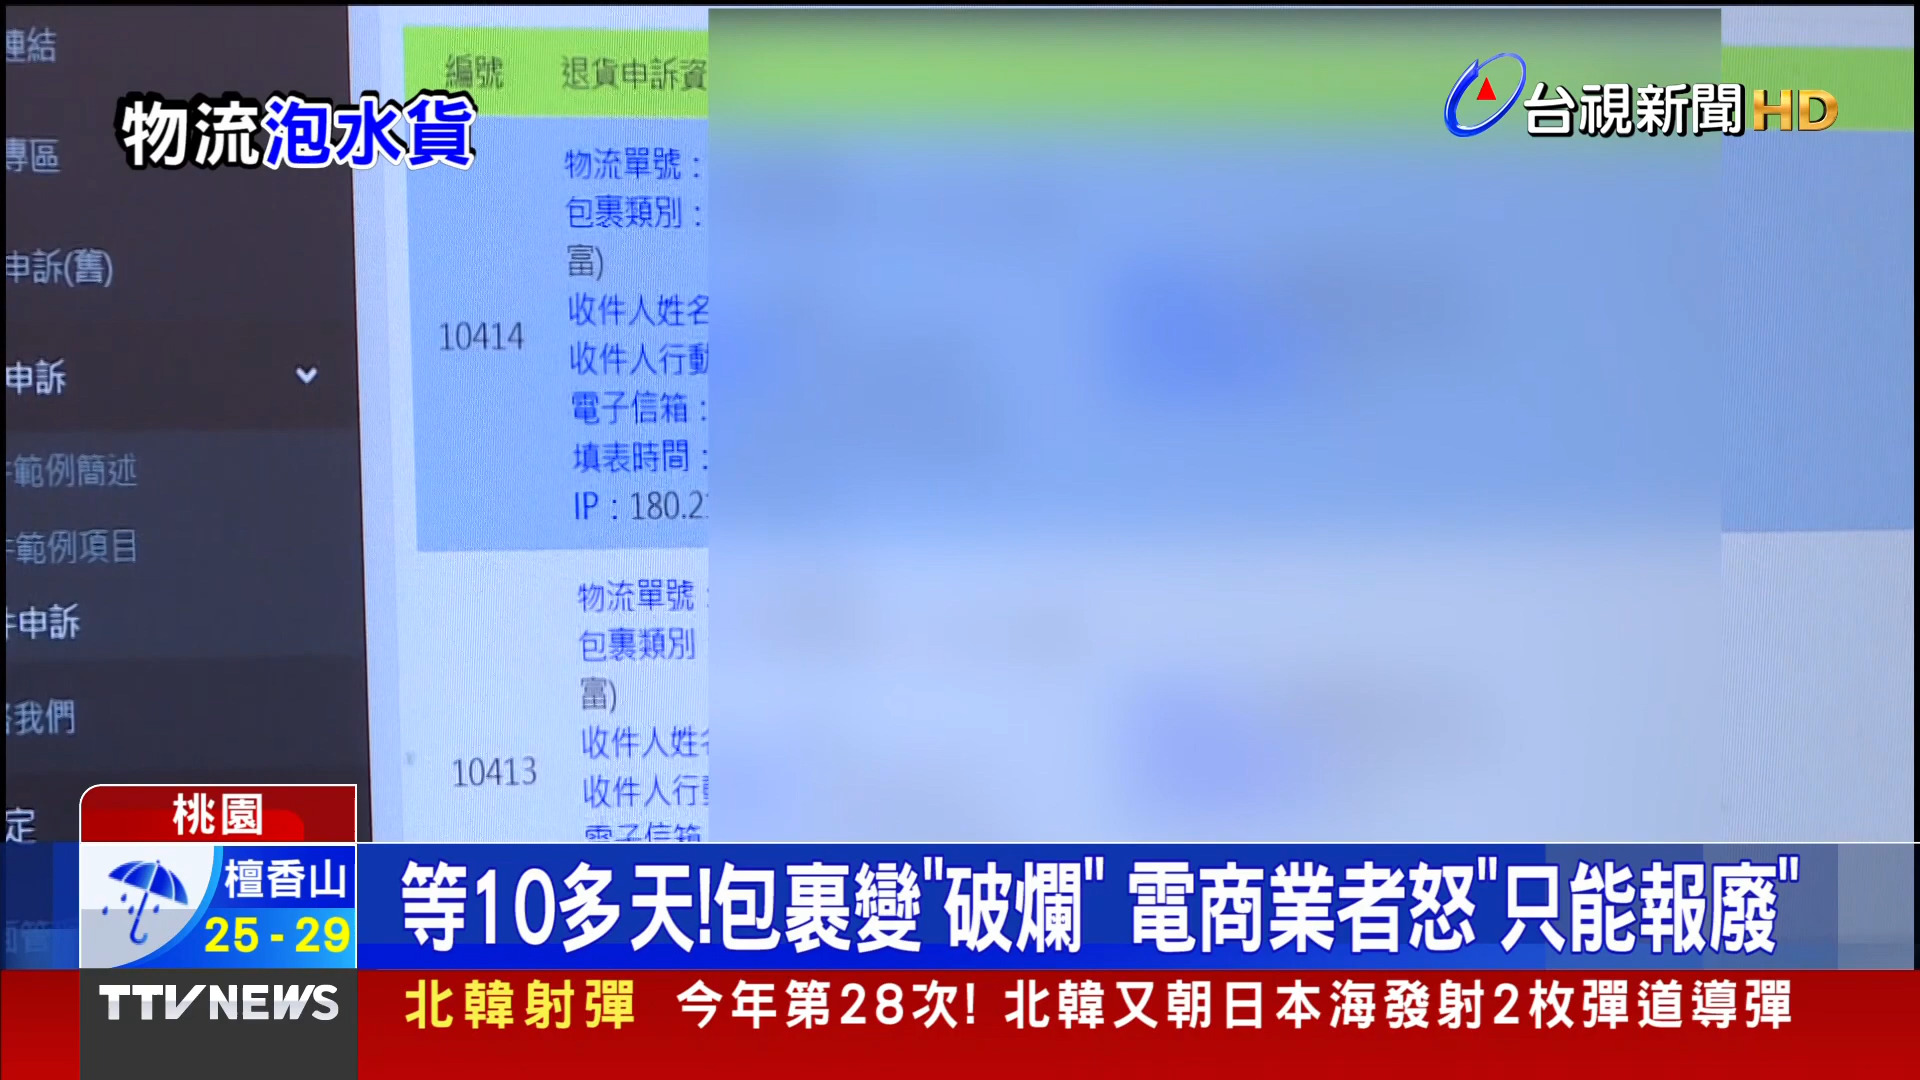 連結
專區
申訴(舊)
申訴
範例簡述
範例項目
申訴
我們
定
物流泡水貨
編號
退貨申訴資
10414
物流單號：
包裹類別：
富)
收件人姓名
收件人行動
電子信箱：
填表時間：
IP：180.2
10413
物流單號：
包裹類別
富)
收件人姓名
收件人行動
電子信箱
台視新聞HD
桃園
檀香山
25-29
等10多天!包裹變"破爛" 電商業者怒"只能報廢"
TTV NEWS
北韓射彈 今年第28次! 北韓又朝日本海發射2枚彈道導彈